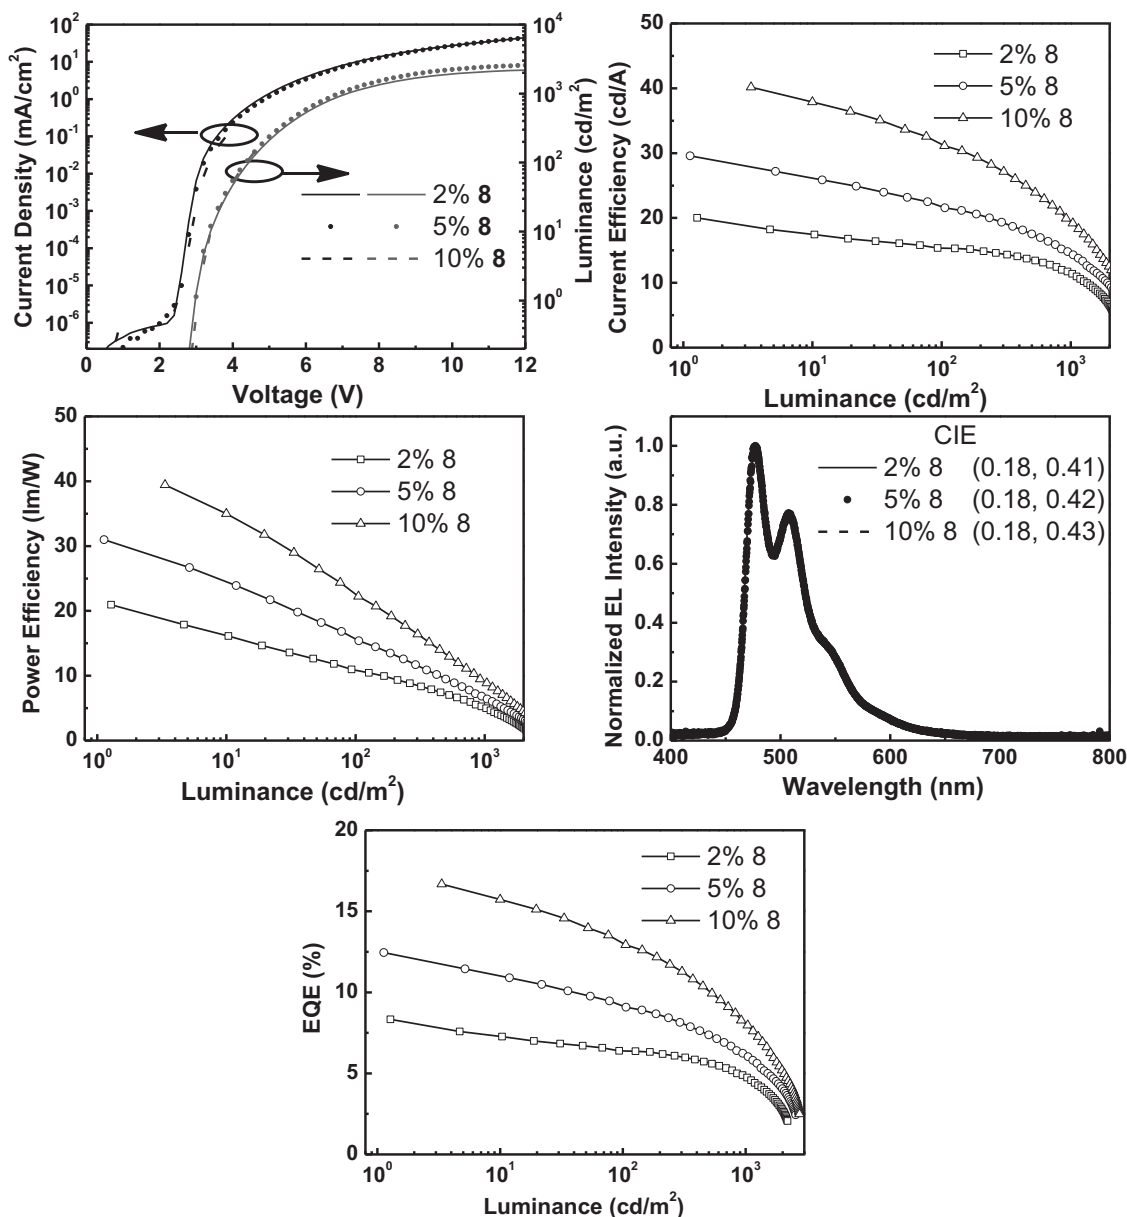 Current Density (mA/cm²)
10²
10¹
10⁰
10⁻¹
10⁻²
10⁻³
10⁻⁴
10⁻⁵
10⁻⁶
2% 8
5% 8
10% 8
10⁴
10³
10²
10¹
10⁰
Luminance (cd/m²)
0 2 4 6 8 10 12
Voltage (V)
Current Efficiency (cd/A)
50
40
30
20
10
0
2% 8
5% 8
10% 8
10⁰ 10¹ 10² 10³
Luminance (cd/m²)
Power Efficiency (lm/W)
50
40
30
20
10
0
2% 8
5% 8
10% 8
10⁰ 10¹ 10² 10³
Luminance (cd/m²)
Normalized EL Intensity (a.u.)
1.0
0.8
0.6
0.4
0.2
0.0
CIE
2% 8 (0.18, 0.41)
5% 8 (0.18, 0.42)
10% 8 (0.18, 0.43)
400 500 600 700 800
Wavelength (nm)
EQE (%)
20
15
10
5
0
2% 8
5% 8
10% 8
10⁰ 10¹ 10² 10³
Luminance (cd/m²)